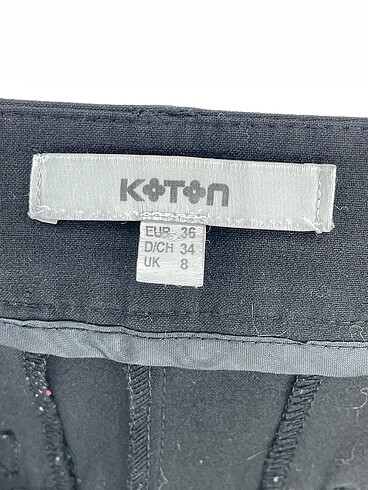 KOTON
EUR 36
D/CH 34
UK 8